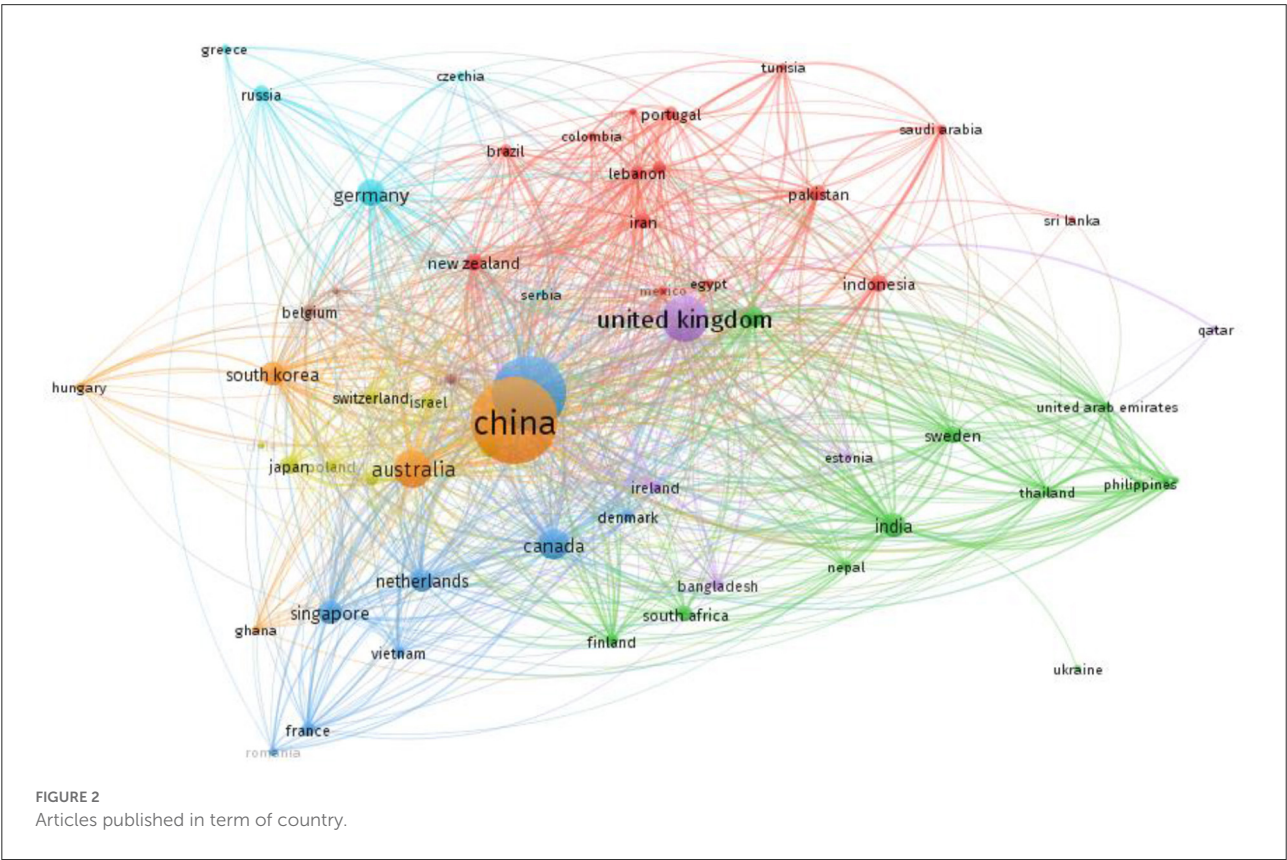 greece
czechia
tunisia
russia
portugal
saudi arabia
colombia
brazil
lebanon
germany
pakistan
iran
sri lanka
new zealand
egypt
indonesia
mexico
serbia
belgium
united kingdom
qatar
south korea
hungary
switzerland
israel
united arab emirates
china
sweden
estonia
japan
poland
australia
philippines
ireland
thailand
denmark
india
canada
nepal
netherlands
bangladesh
singapore
south africa
ghana
finland
vietnam
ukraine
france
romania
FIGURE 2
Articles published in term of country.